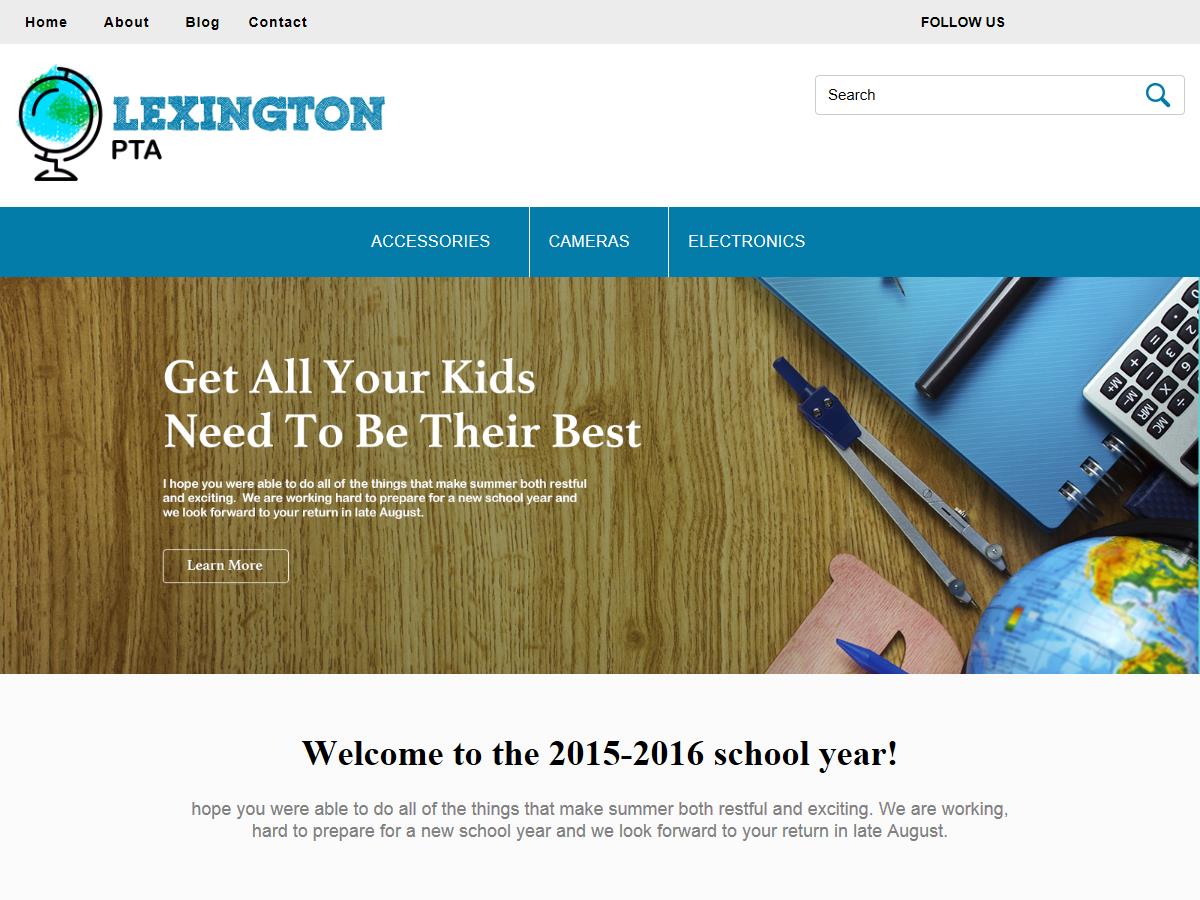 Home About Blog Contact FOLLOW US
LEXINGTON
PTA
Search
ACCESSORIES CAMERAS ELECTRONICS
Get All Your Kids
Need To Be Their Best
I hope you were able to do all of the things that make summer both restful
and exciting. We are working hard to prepare for a new school year and
we look forward to your return in late August.
Learn More
M+ M− MR MC
Welcome to the 2015-2016 school year!
hope you were able to do all of the things that make summer both restful and exciting. We are working,
hard to prepare for a new school year and we look forward to your return in late August.